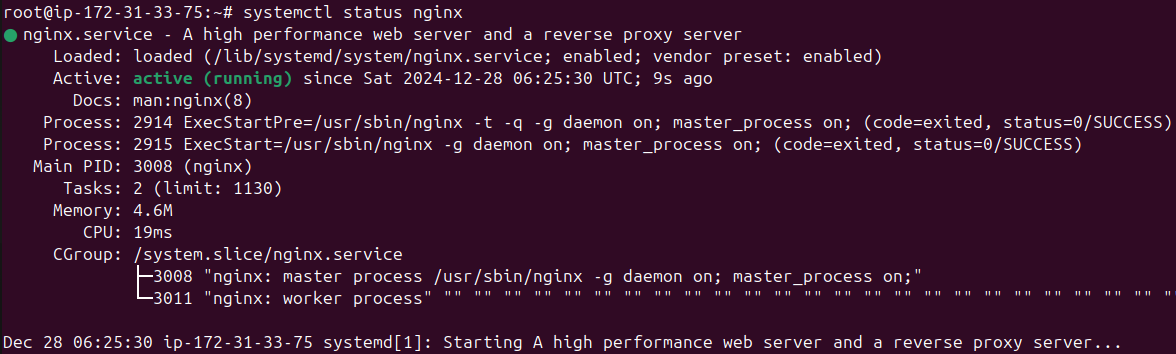 root@ip-172-31-33-75:~# systemctl status nginx
● nginx.service - A high performance web server and a reverse proxy server
Loaded: loaded (/lib/systemd/system/nginx.service; enabled; vendor preset: enabled)
Active: active (running) since Sat 2024-12-28 06:25:30 UTC; 9s ago
Docs: man:nginx(8)
Process: 2914 ExecStartPre=/usr/sbin/nginx -t -q -g daemon on; master_process on; (code=exited, status=0/SUCCESS)
Process: 2915 ExecStart=/usr/sbin/nginx -g daemon on; master_process on; (code=exited, status=0/SUCCESS)
Main PID: 3008 (nginx)
Tasks: 2 (limit: 1130)
Memory: 4.6M
CPU: 19ms
CGroup: /system.slice/nginx.service
├─3008 "nginx: master process /usr/sbin/nginx -g daemon on; master_process on;"
└─3011 "nginx: worker process" "" "" "" "" "" "" "" "" "" "" "" "" "" "" "" "" "" "" "" "" "" "" "" "" "
Dec 28 06:25:30 ip-172-31-33-75 systemd[1]: Starting A high performance web server and a reverse proxy server...